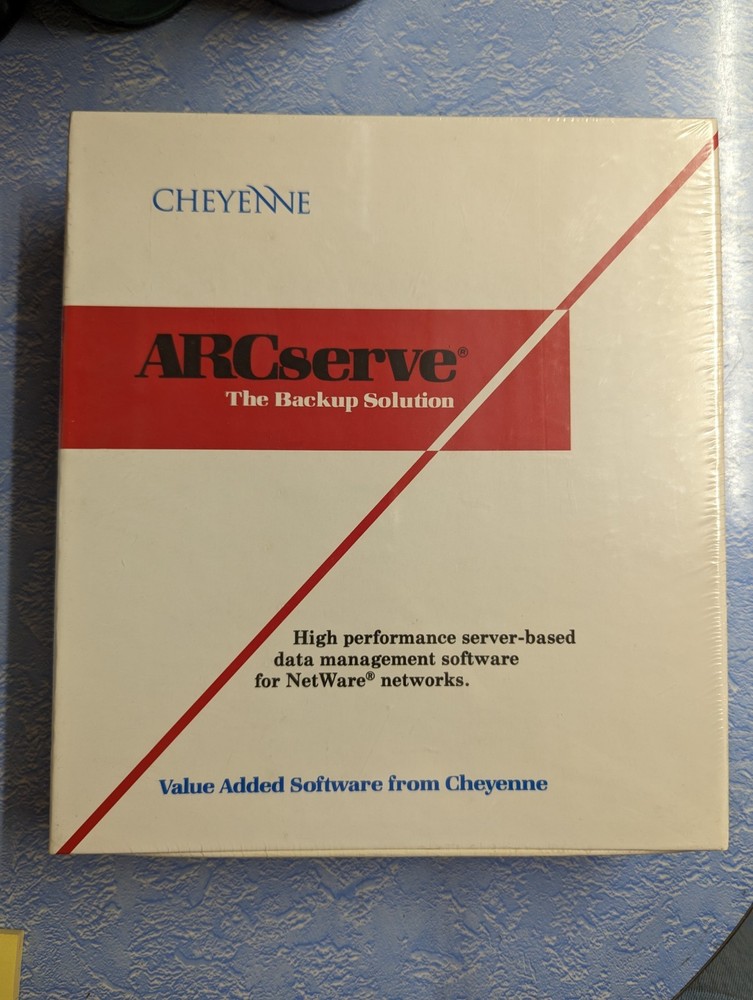 CHEYENNE
ARCserve®
The Backup Solution
High performance server-based
data management software
for NetWare® networks.
Value Added Software from Cheyenne